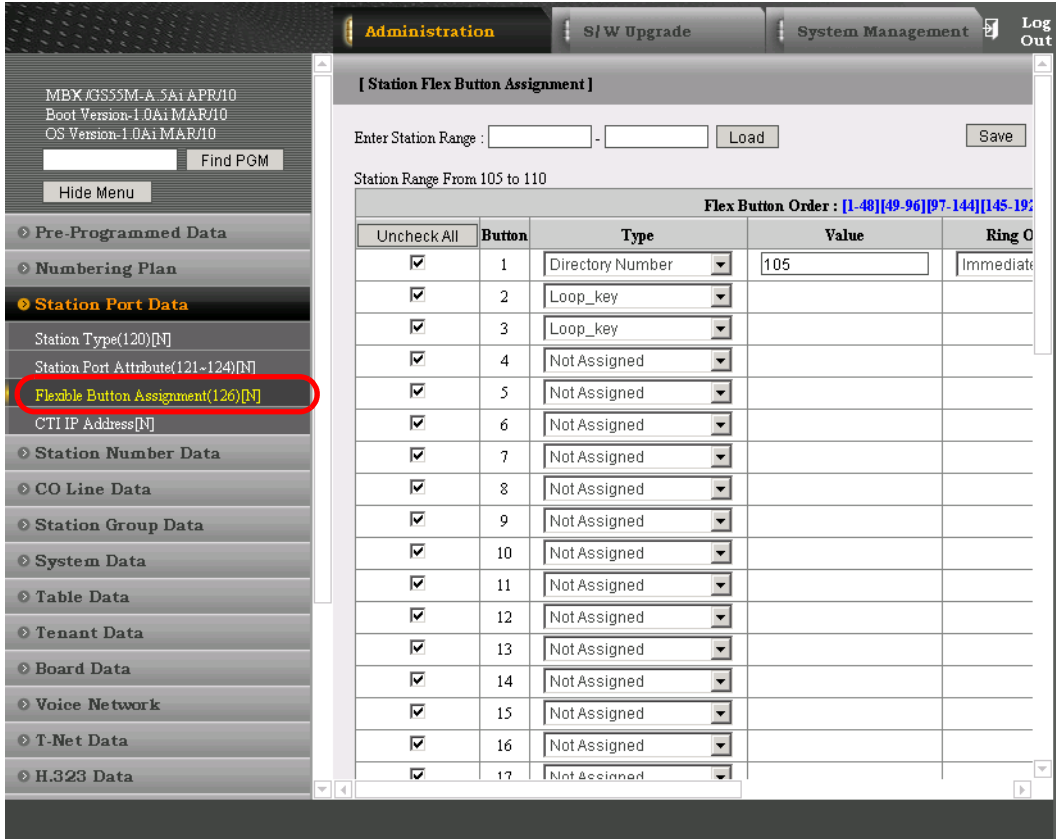 Administration
S/W Upgrade
System Management
Log Out
MBX /GS55M-A.5Ai APR/10
Boot Version-1.0Ai MAR/10
OS Version-1.0Ai MAR/10
Find PGM
Hide Menu
Pre-Programmed Data
Numbering Plan
Station Port Data
Station Type(120)[N]
Station Port Attribute(121~124)[N]
Flexible Button Assignment(126)[N]
CTI IP Address[N]
Station Number Data
CO Line Data
Station Group Data
System Data
Table Data
Tenant Data
Board Data
Voice Network
T-Net Data
H.323 Data
[ Station Flex Button Assignment ]
Enter Station Range : - Load Save
Station Range From 105 to 110
Flex Button Order : [1-48][49-96][97-144][145-192
Uncheck All Button Type Value Ring O
1 Directory Number 105 Immediate
2 Loop_key
3 Loop_key
4 Not Assigned
5 Not Assigned
6 Not Assigned
7 Not Assigned
8 Not Assigned
9 Not Assigned
10 Not Assigned
11 Not Assigned
12 Not Assigned
13 Not Assigned
14 Not Assigned
15 Not Assigned
16 Not Assigned
17 Not Assigned